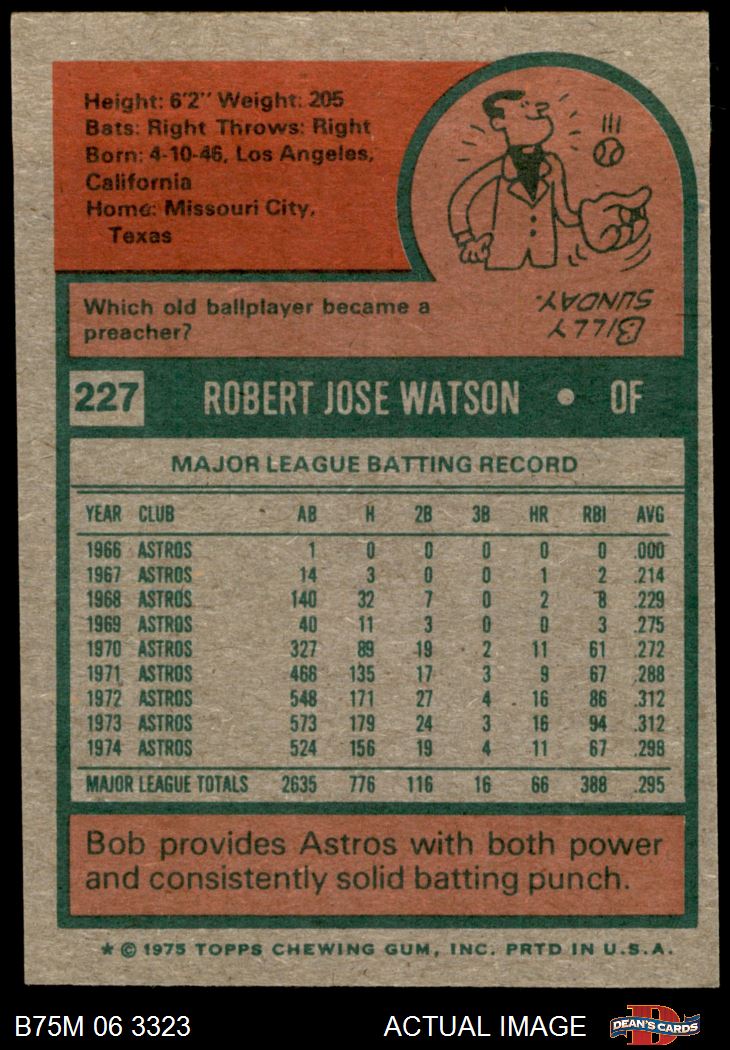 Height: 6'2" Weight: 205
Bats: Right Throws: Right
Born: 4-10-46, Los Angeles,
California
Home: Missouri City,
Texas
Which old ballplayer became a
preacher?
BILLY
SUNDAY.
227 ROBERT JOSE WATSON • OF
MAJOR LEAGUE BATTING RECORD
YEAR CLUB AB H 2B 3B HR RBI AVG
1966 ASTROS 1 0 0 0 0 0 .000
1967 ASTROS 14 3 0 0 1 2 .214
1968 ASTROS 140 32 7 0 2 8 .229
1969 ASTROS 40 11 3 0 0 3 .275
1970 ASTROS 327 89 19 2 11 61 .272
1971 ASTROS 468 135 17 3 9 67 .288
1972 ASTROS 548 171 27 4 16 86 .312
1973 ASTROS 573 179 24 3 16 94 .312
1974 ASTROS 524 156 19 4 11 67 .298
MAJOR LEAGUE TOTALS 2635 776 116 16 66 388 .295
Bob provides Astros with both power
and consistently solid batting punch.
* © 1975 TOPPS CHEWING GUM, INC. PRTD IN U.S.A.
B75M 06 3323 ACTUAL IMAGE
D
DEAN'S CARDS